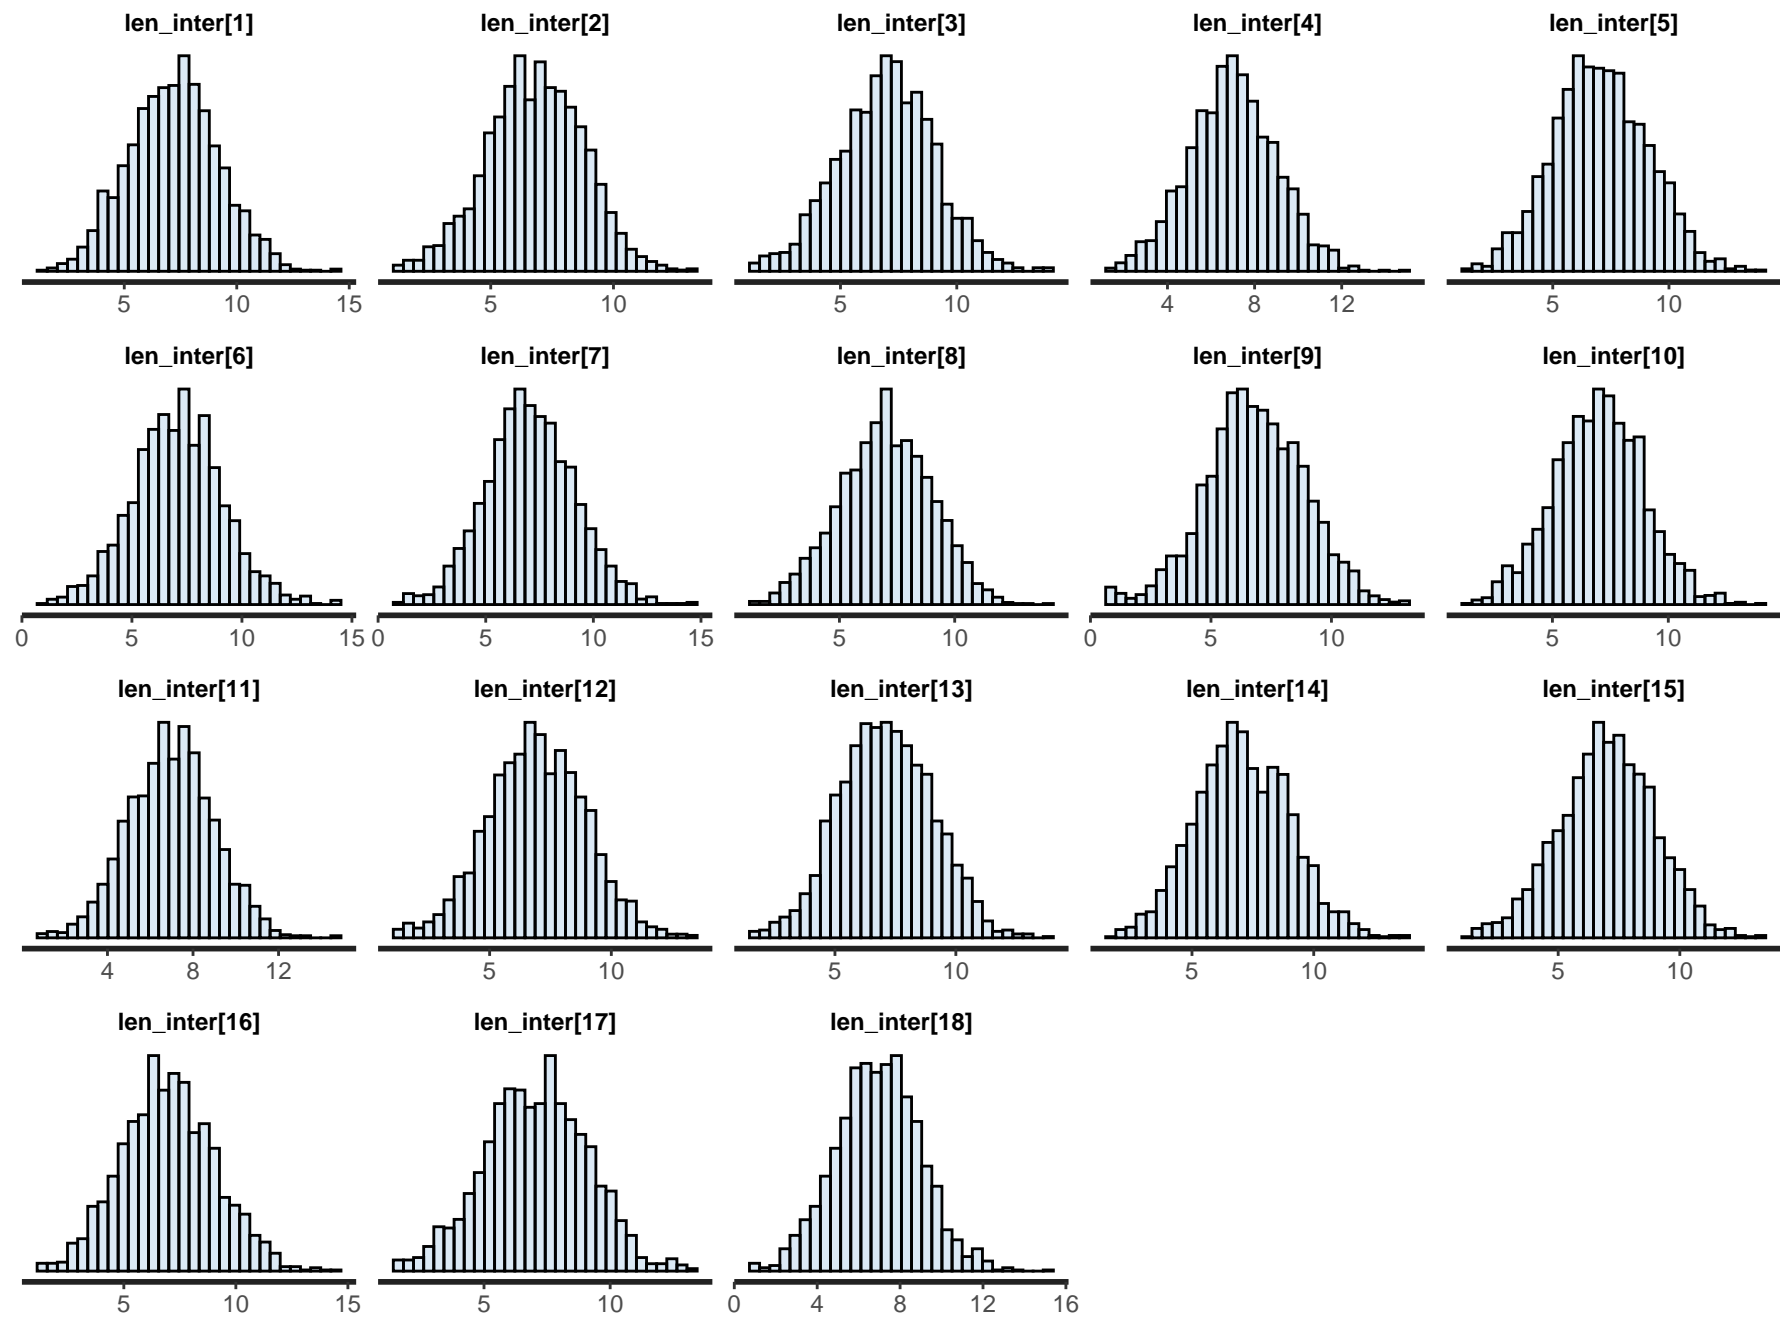 len_inter[1] len_inter[2] len_inter[3] len_inter[4] len_inter[5]
5 10 15 5 10 5 10 4 8 12 5 10
len_inter[6] len_inter[7] len_inter[8] len_inter[9] len_inter[10]
0 5 10 15 0 5 10 15 5 10 0 5 10 5 10
len_inter[11] len_inter[12] len_inter[13] len_inter[14] len_inter[15]
4 8 12 5 10 5 10 5 10 5 10
len_inter[16] len_inter[17] len_inter[18]
5 10 15 5 10 0 4 8 12 16